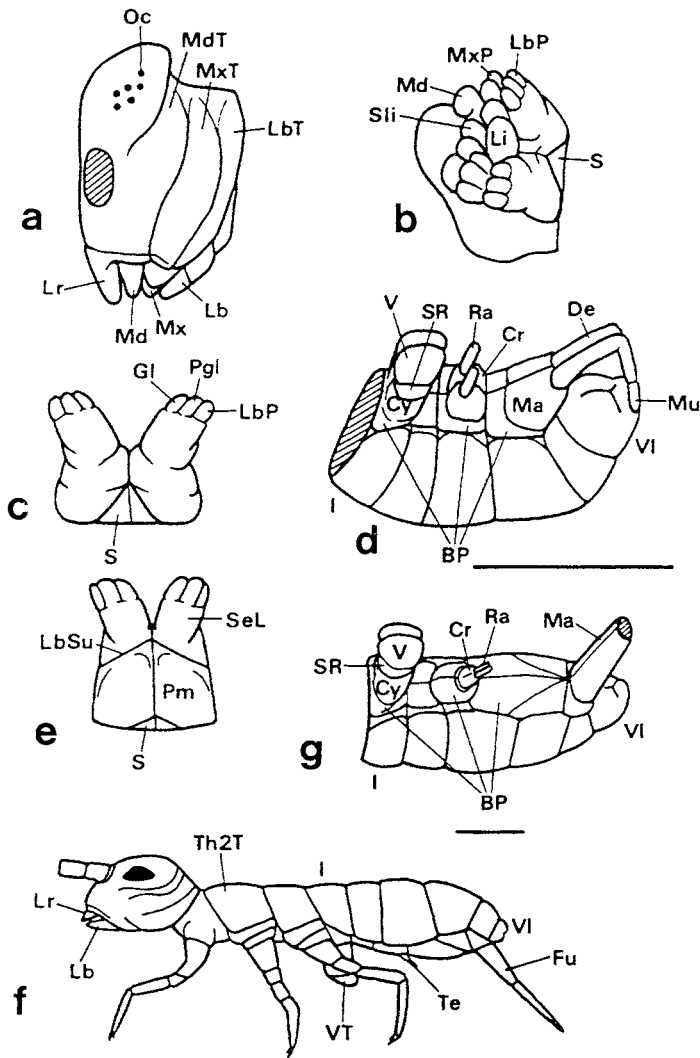 Oc
MdT
MxT
LbT
a
Lr
Md
Mx
Lb
MxP
LbP
Md
Sli
Li
S
b
Gl
Pgl
LbP
c
S
V
SR
Ra
Cr
De
Cy
Ma
Mu
VI
I
d
BP
LbSu
SeL
Pm
e
S
Cr
Ra
Ma
SR
V
Cy
g
VI
I
BP
Th2T
I
Lr
Lb
VI
Fu
Te
VT
f